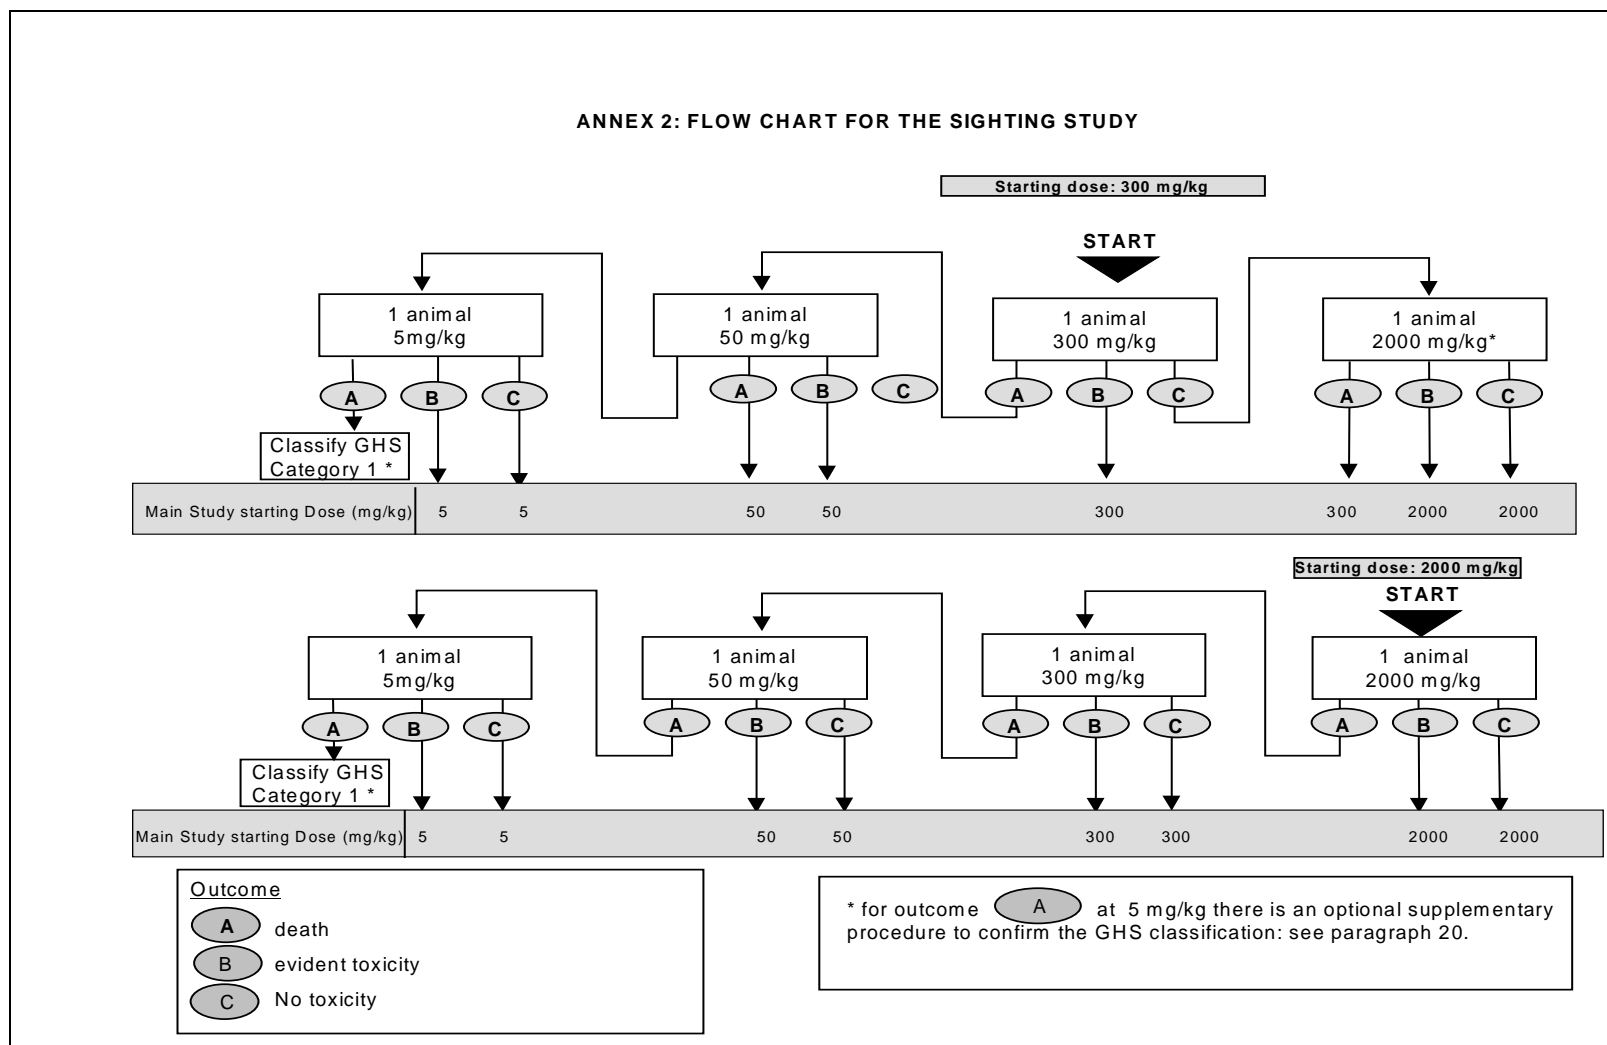 ANNEX 2: FLOW CHART FOR THE SIGHTING STUDY
Starting dose: 300 mg/kg
START
1 animal
5mg/kg
1 animal
50 mg/kg
1 animal
300 mg/kg
1 animal
2000 mg/kg*
A B C A B C A B C A B C
Classify GHS
Category 1 *
Main Study starting Dose (mg/kg) 5 5 50 50 300 300 2000 2000
Starting dose: 2000 mg/kg
START
1 animal
5mg/kg
1 animal
50 mg/kg
1 animal
300 mg/kg
1 animal
2000 mg/kg
A B C A B C A B C A B C
Classify GHS
Category 1 *
Main Study starting Dose (mg/kg) 5 5 50 50 300 300 2000 2000
Outcome
A death
B evident toxicity
C No toxicity
* for outcome A at 5 mg/kg there is an optional supplementary
procedure to confirm the GHS classification: see paragraph 20.